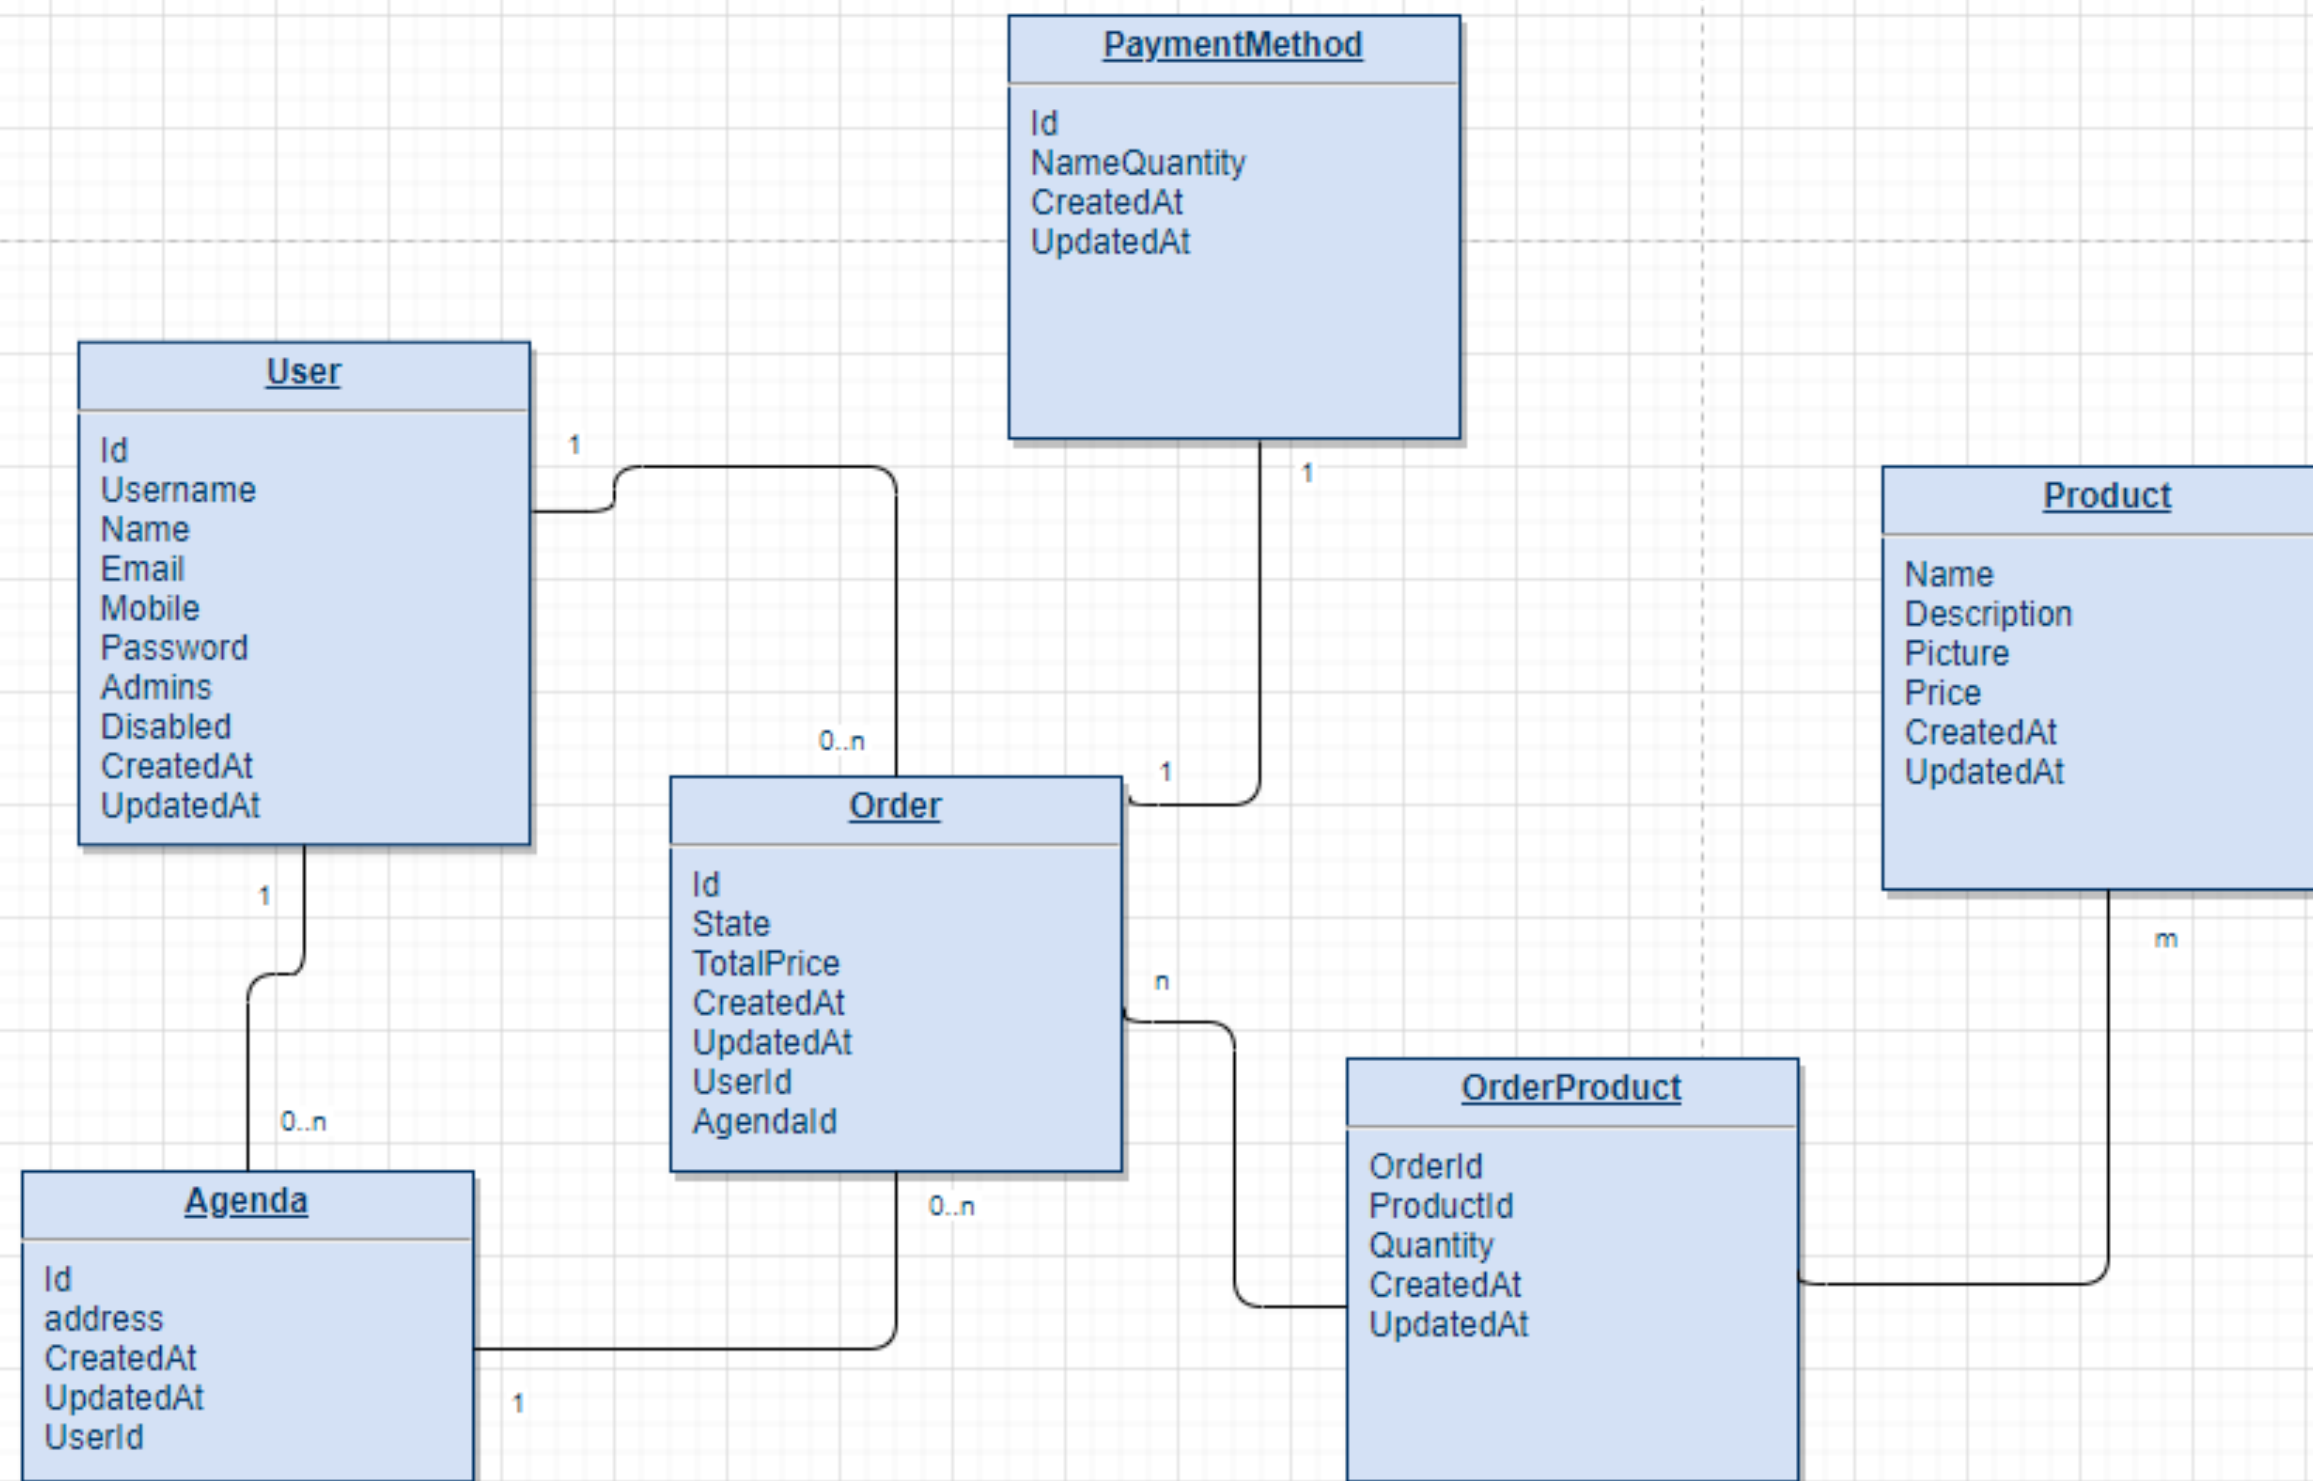 PaymentMethod
Id
NameQuantity
CreatedAt
UpdatedAt
1
User
Id
Username
Name
Email
Mobile
Password
Admins
Disabled
CreatedAt
UpdatedAt
1
0..n
1
1
Product
Name
Description
Picture
Price
CreatedAt
UpdatedAt
m
Order
Id
State
TotalPrice
CreatedAt
UpdatedAt
UserId
AgendaId
n
0..n
0..n
Agenda
Id
address
CreatedAt
UpdatedAt
UserId
1
OrderProduct
OrderId
ProductId
Quantity
CreatedAt
UpdatedAt